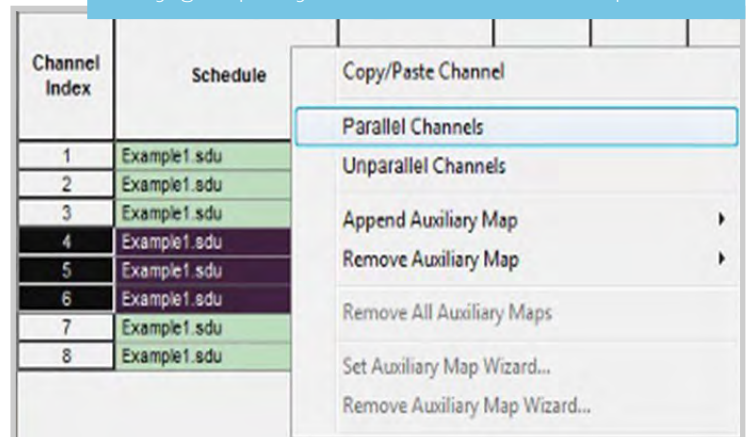 Channel Index Schedule
1 Example1.sdu
2 Example1.sdu
3 Example1.sdu
4 Example1.sdu
5 Example1.sdu
6 Example1.sdu
7 Example1.sdu
8 Example1.sdu
Copy/Paste Channel
Parallel Channels
Unparallel Channels
Append Auxiliary Map
Remove Auxiliary Map
Remove All Auxiliary Maps
Set Auxiliary Map Wizard...
Remove Auxiliary Map Wizard...